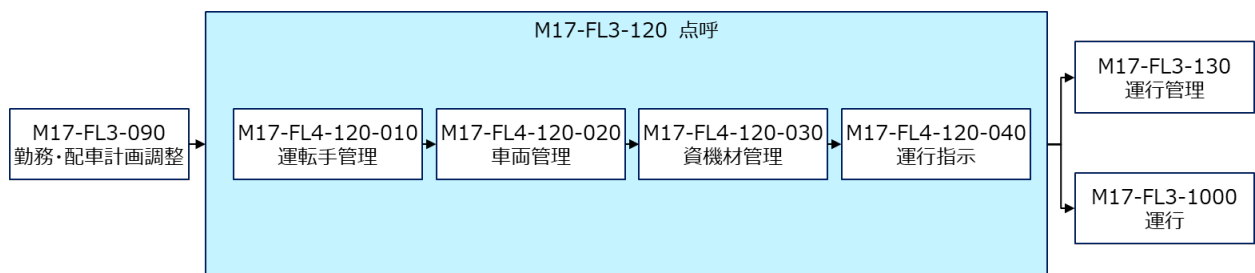 M17-FL3-120 点呼
M17-FL3-090
勤務・配車計画調整
M17-FL4-120-010
運転手管理
M17-FL4-120-020
車両管理
M17-FL4-120-030
資機材管理
M17-FL4-120-040
運行指示
M17-FL3-130
運行管理
M17-FL3-1000
運行